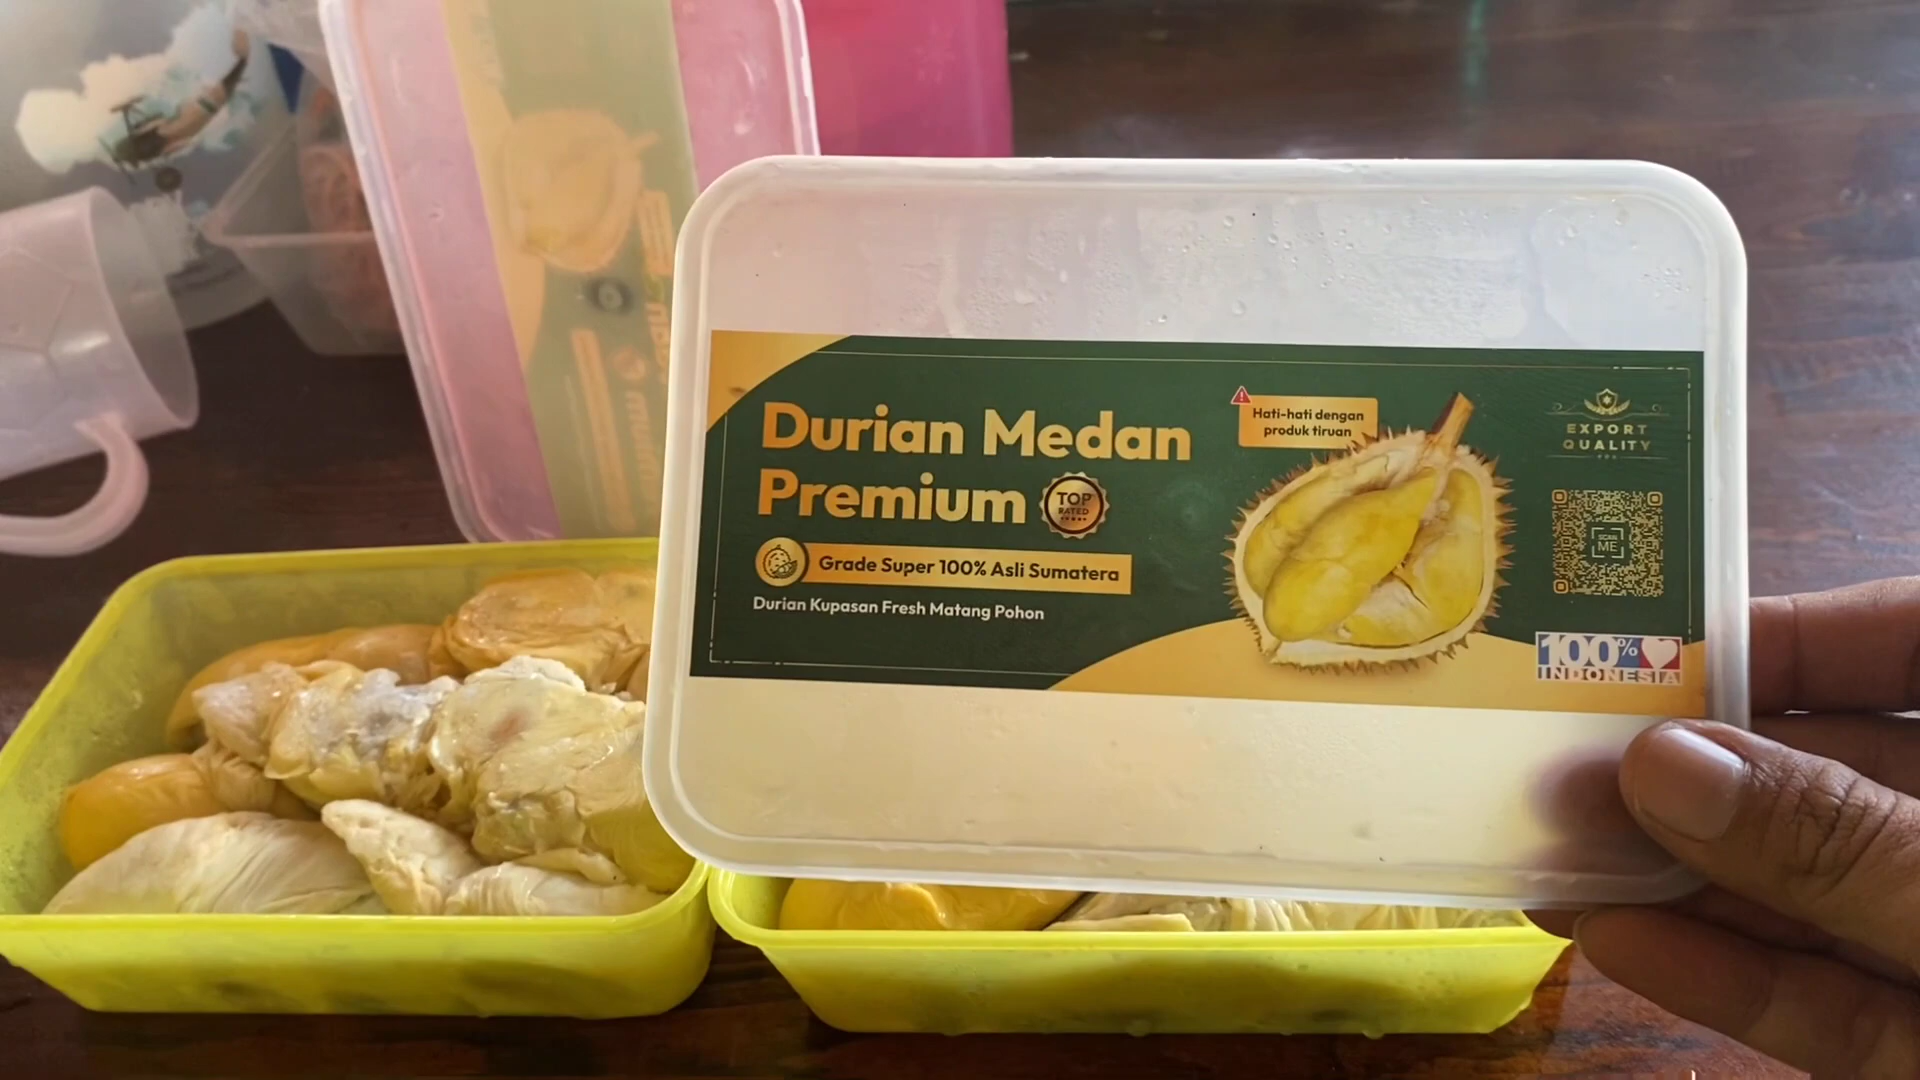 Durian Medan
Premium
TOP
RATED
Grade Super 100% Asli Sumatera
Durian Kupasan Fresh Matang Pohon
Hati-hati dengan
produk tiruan
EXPORT
QUALITY
SCAN
ME
100%
INDONESIA